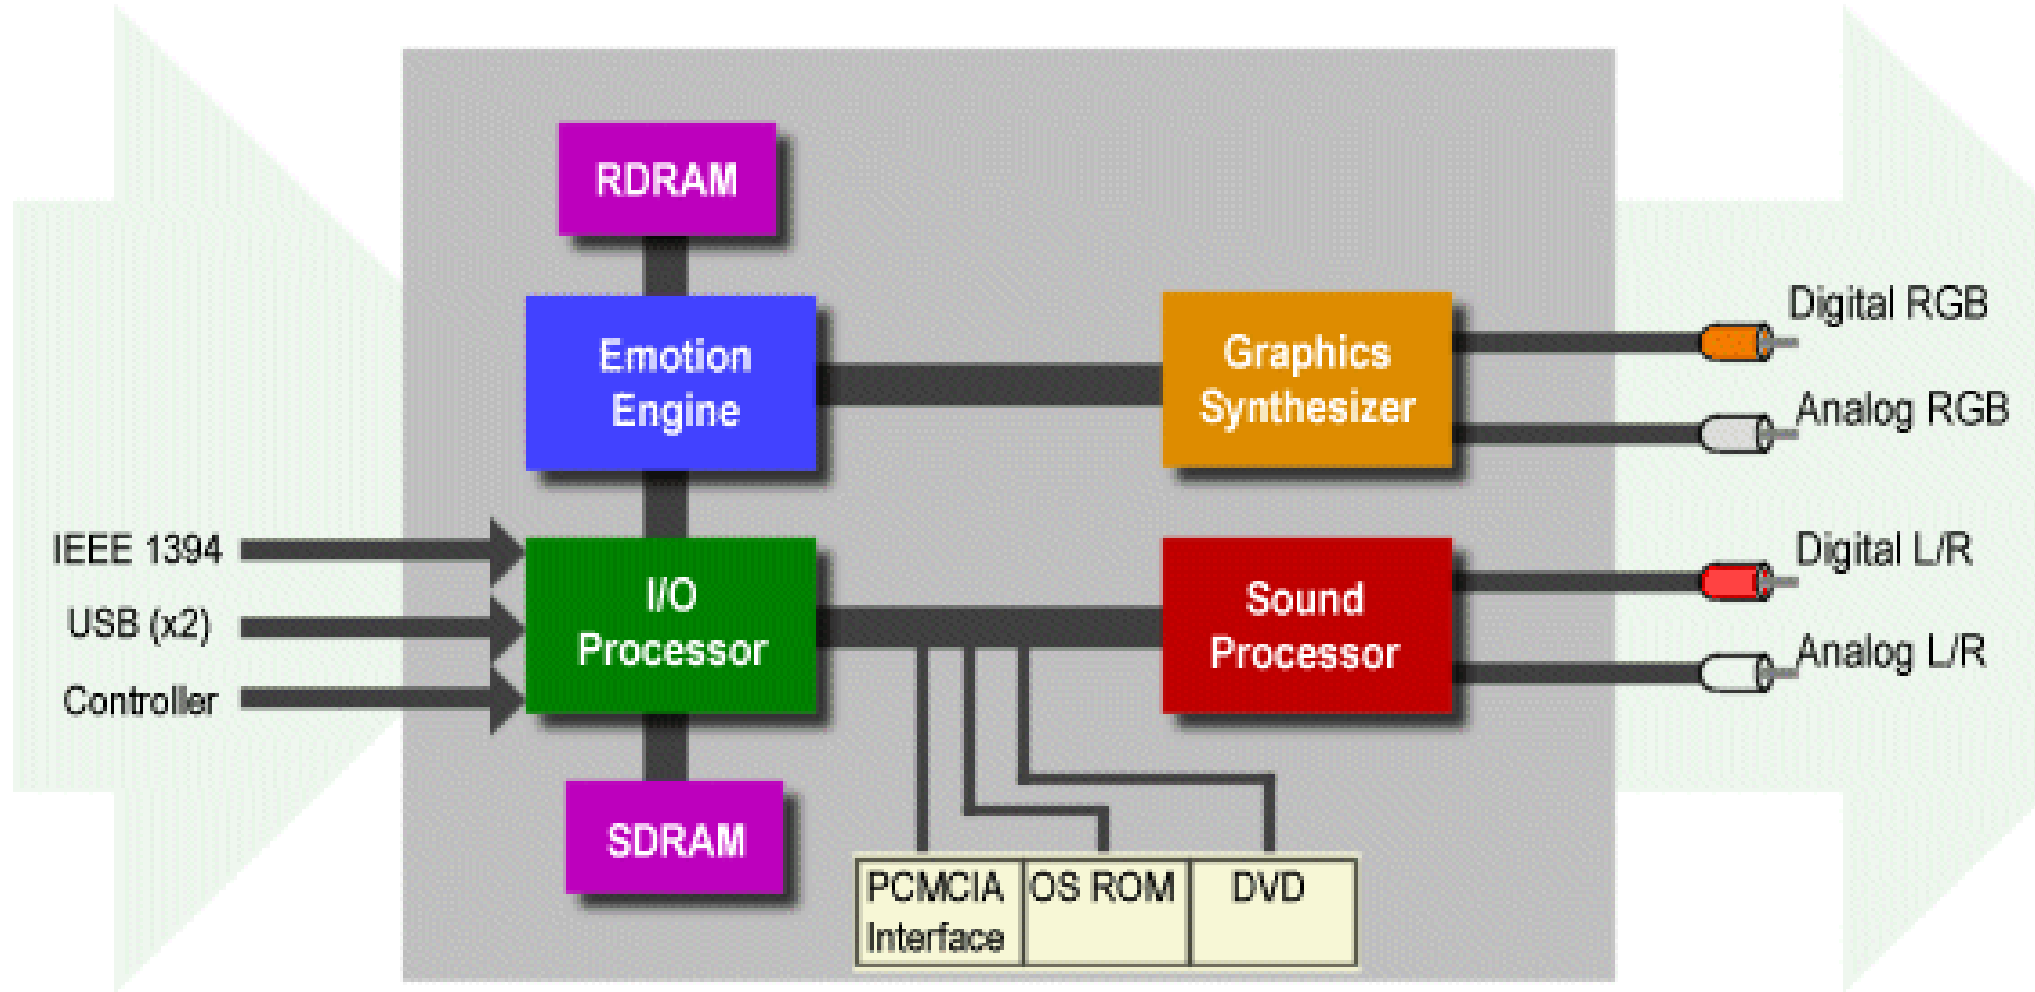 RDRAM
Emotion
Engine
Graphics
Synthesizer
Digital RGB
Analog RGB
IEEE 1394
USB (x2)
Controller
I/O
Processor
Sound
Processor
Digital L/R
Analog L/R
SDRAM
PCMCIA
Interface
OS ROM
DVD